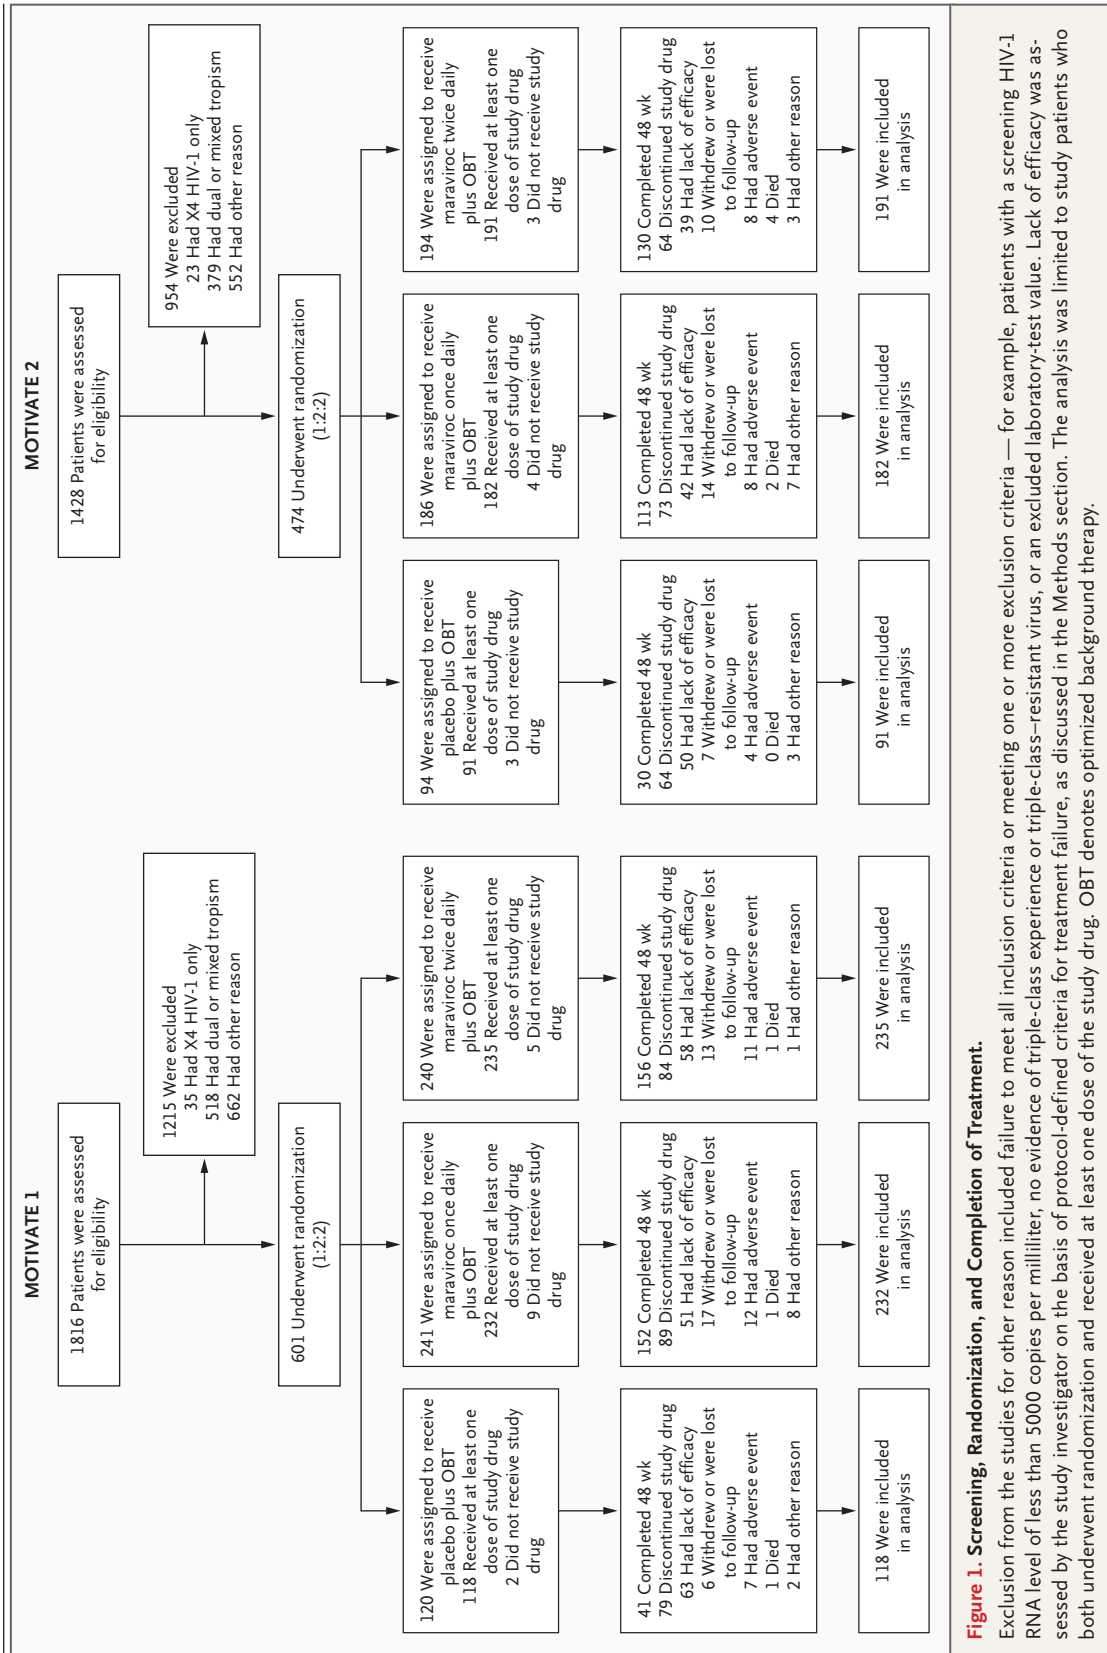 MOTIVATE 1
1816 Patients were assessed
for eligibility
1215 Were excluded
35 Had X4 HIV-1 only
518 Had dual or mixed tropism
662 Had other reason
601 Underwent randomization
(1:2:2)
120 Were assigned to receive
placebo plus OBT
118 Received at least one
dose of study drug
2 Did not receive study
drug
241 Were assigned to receive
maraviroc once daily
plus OBT
232 Received at least one
dose of study drug
9 Did not receive study
drug
240 Were assigned to receive
maraviroc twice daily
plus OBT
235 Received at least one
dose of study drug
5 Did not receive study
drug
41 Completed 48 wk
79 Discontinued study drug
63 Had lack of efficacy
6 Withdrew or were lost
to follow-up
7 Had adverse event
1 Died
2 Had other reason
152 Completed 48 wk
89 Discontinued study drug
51 Had lack of efficacy
17 Withdrew or were lost
to follow-up
12 Had adverse event
1 Died
8 Had other reason
156 Completed 48 wk
84 Discontinued study drug
58 Had lack of efficacy
13 Withdrew or were lost
to follow-up
11 Had adverse event
1 Died
1 Had other reason
118 Were included
in analysis
232 Were included
in analysis
235 Were included
in analysis
MOTIVATE 2
1428 Patients were assessed
for eligibility
954 Were excluded
23 Had X4 HIV-1 only
379 Had dual or mixed tropism
552 Had other reason
474 Underwent randomization
(1:2:2)
94 Were assigned to receive
placebo plus OBT
91 Received at least one
dose of study drug
3 Did not receive study
drug
186 Were assigned to receive
maraviroc once daily
plus OBT
182 Received at least one
dose of study drug
4 Did not receive study
drug
194 Were assigned to receive
maraviroc twice daily
plus OBT
191 Received at least one
dose of study drug
3 Did not receive study
drug
30 Completed 48 wk
64 Discontinued study drug
50 Had lack of efficacy
7 Withdrew or were lost
to follow-up
4 Had adverse event
0 Died
3 Had other reason
113 Completed 48 wk
73 Discontinued study drug
42 Had lack of efficacy
14 Withdrew or were lost
to follow-up
8 Had adverse event
2 Died
7 Had other reason
130 Completed 48 wk
64 Discontinued study drug
39 Had lack of efficacy
10 Withdrew or were lost
to follow-up
8 Had adverse event
4 Died
3 Had other reason
91 Were included
in analysis
182 Were included
in analysis
191 Were included
in analysis
Figure 1. Screening, Randomization, and Completion of Treatment.
Exclusion from the studies for other reason included failure to meet all inclusion criteria or meeting one or more exclusion criteria — for example, patients with a screening HIV-1
RNA level of less than 5000 copies per milliliter, no evidence of triple-class experience or triple-class–resistant virus, or an excluded laboratory-test value. Lack of efficacy was as-
sessed by the study investigator on the basis of protocol-defined criteria for treatment failure, as discussed in the Methods section. The analysis was limited to study patients who
both underwent randomization and received at least one dose of the study drug. OBT denotes optimized background therapy.